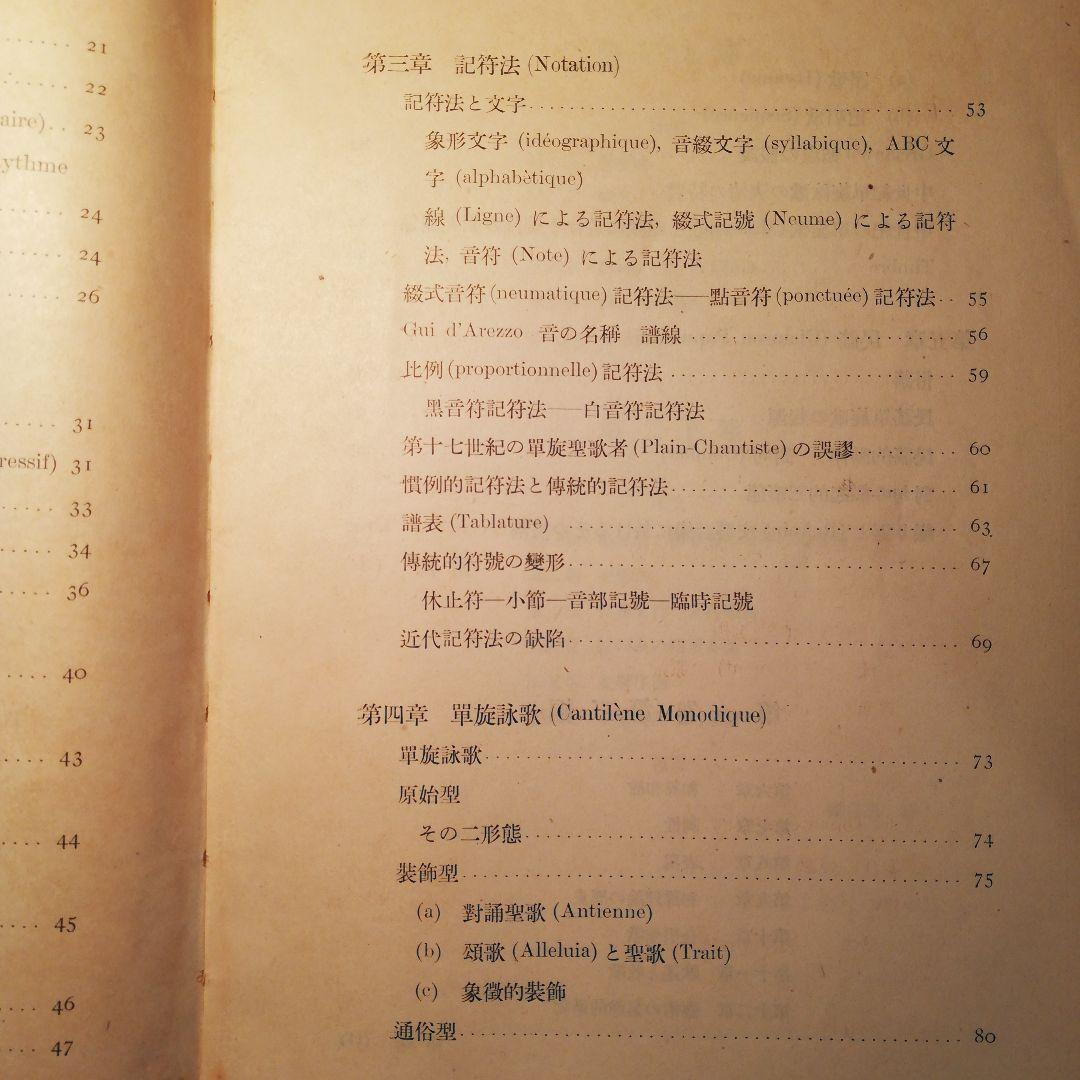 21
22
aire).. 23
ythme
24
24
26
31
ressif) 31
33
34
36
40
43
44
45
46
47
第三章 記符法 (Notation)
記符法と文字 53
象形文字 (idéographique), 音綴文字 (syllabique), ABC 文
字 (alphabètique)
線 (Ligne) による記符法, 綴式記號 (Neume) による記符
法, 音符 (Note) による記符法
綴式音符 (neumatique) 記符法——點音符 (ponctuée) 記符法 55
Gui d'Arezzo 音の名稱 譜線 56
比例 (proportionnelle) 記符法 59
黑音符記符法——白音符記符法
第十七世紀の單旋聖歌者 (Plain-Chantiste) の誤謬 60
慣例的記符法と傳統的記符法 61
譜表 (Tablature) 63
傳統的符號の變形 67
休止符—小節—音部記號—臨時記號
近代記符法の缺陷 69
第四章 單旋詠歌 (Cantilène Monodique)
單旋詠歌 73
原始型
その二形態 74
裝飾型 75
(a) 對誦聖歌 (Antienne)
(b) 頌歌 (Alleluia) と聖歌 (Trait)
(c) 象徵的裝飾
通俗型 80